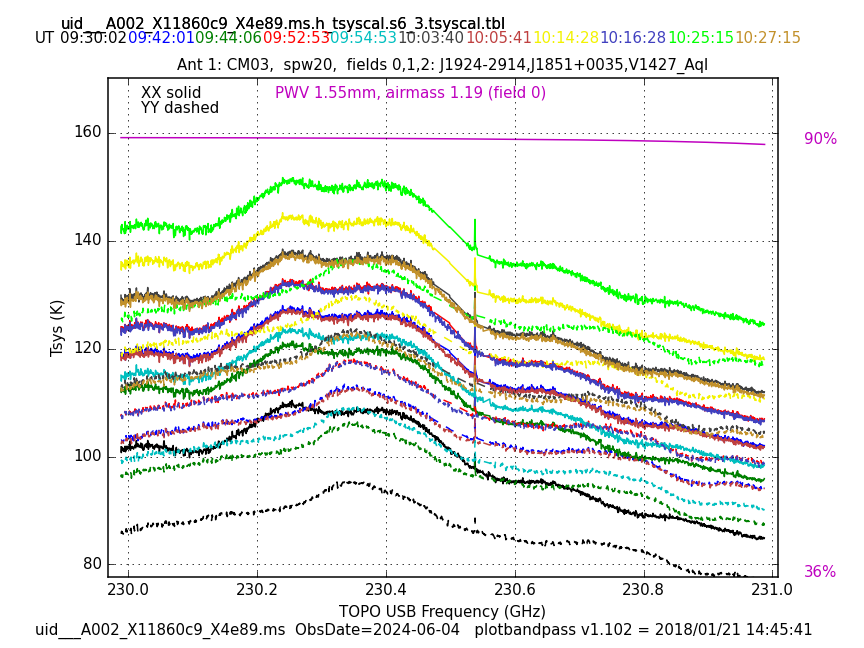 uid___A002_X11860c9_X4e89.ms.h_tsyscal.s6_3.tsyscal.tbl
UT 09:30:02 09:42:01 09:44:06 09:52:53 09:54:53 10:03:40 10:05:41 10:14:28 10:16:28 10:25:15 10:27:15
Ant 1: CM03,  spw20,  fields 0,1,2: J1924-2914,J1851+0035,V1427_Aql
XX solid
PWV 1.55mm, airmass 1.19 (field 0)
YY dashed
160
90%
140
Tsys (K)
120
100
80
36%
230.0 230.2 230.4 230.6 230.8 231.0
TOPO USB Frequency (GHz)
uid___A002_X11860c9_X4e89.ms  ObsDate=2024-06-04   plotbandpass v1.102 = 2018/01/21 14:45:41